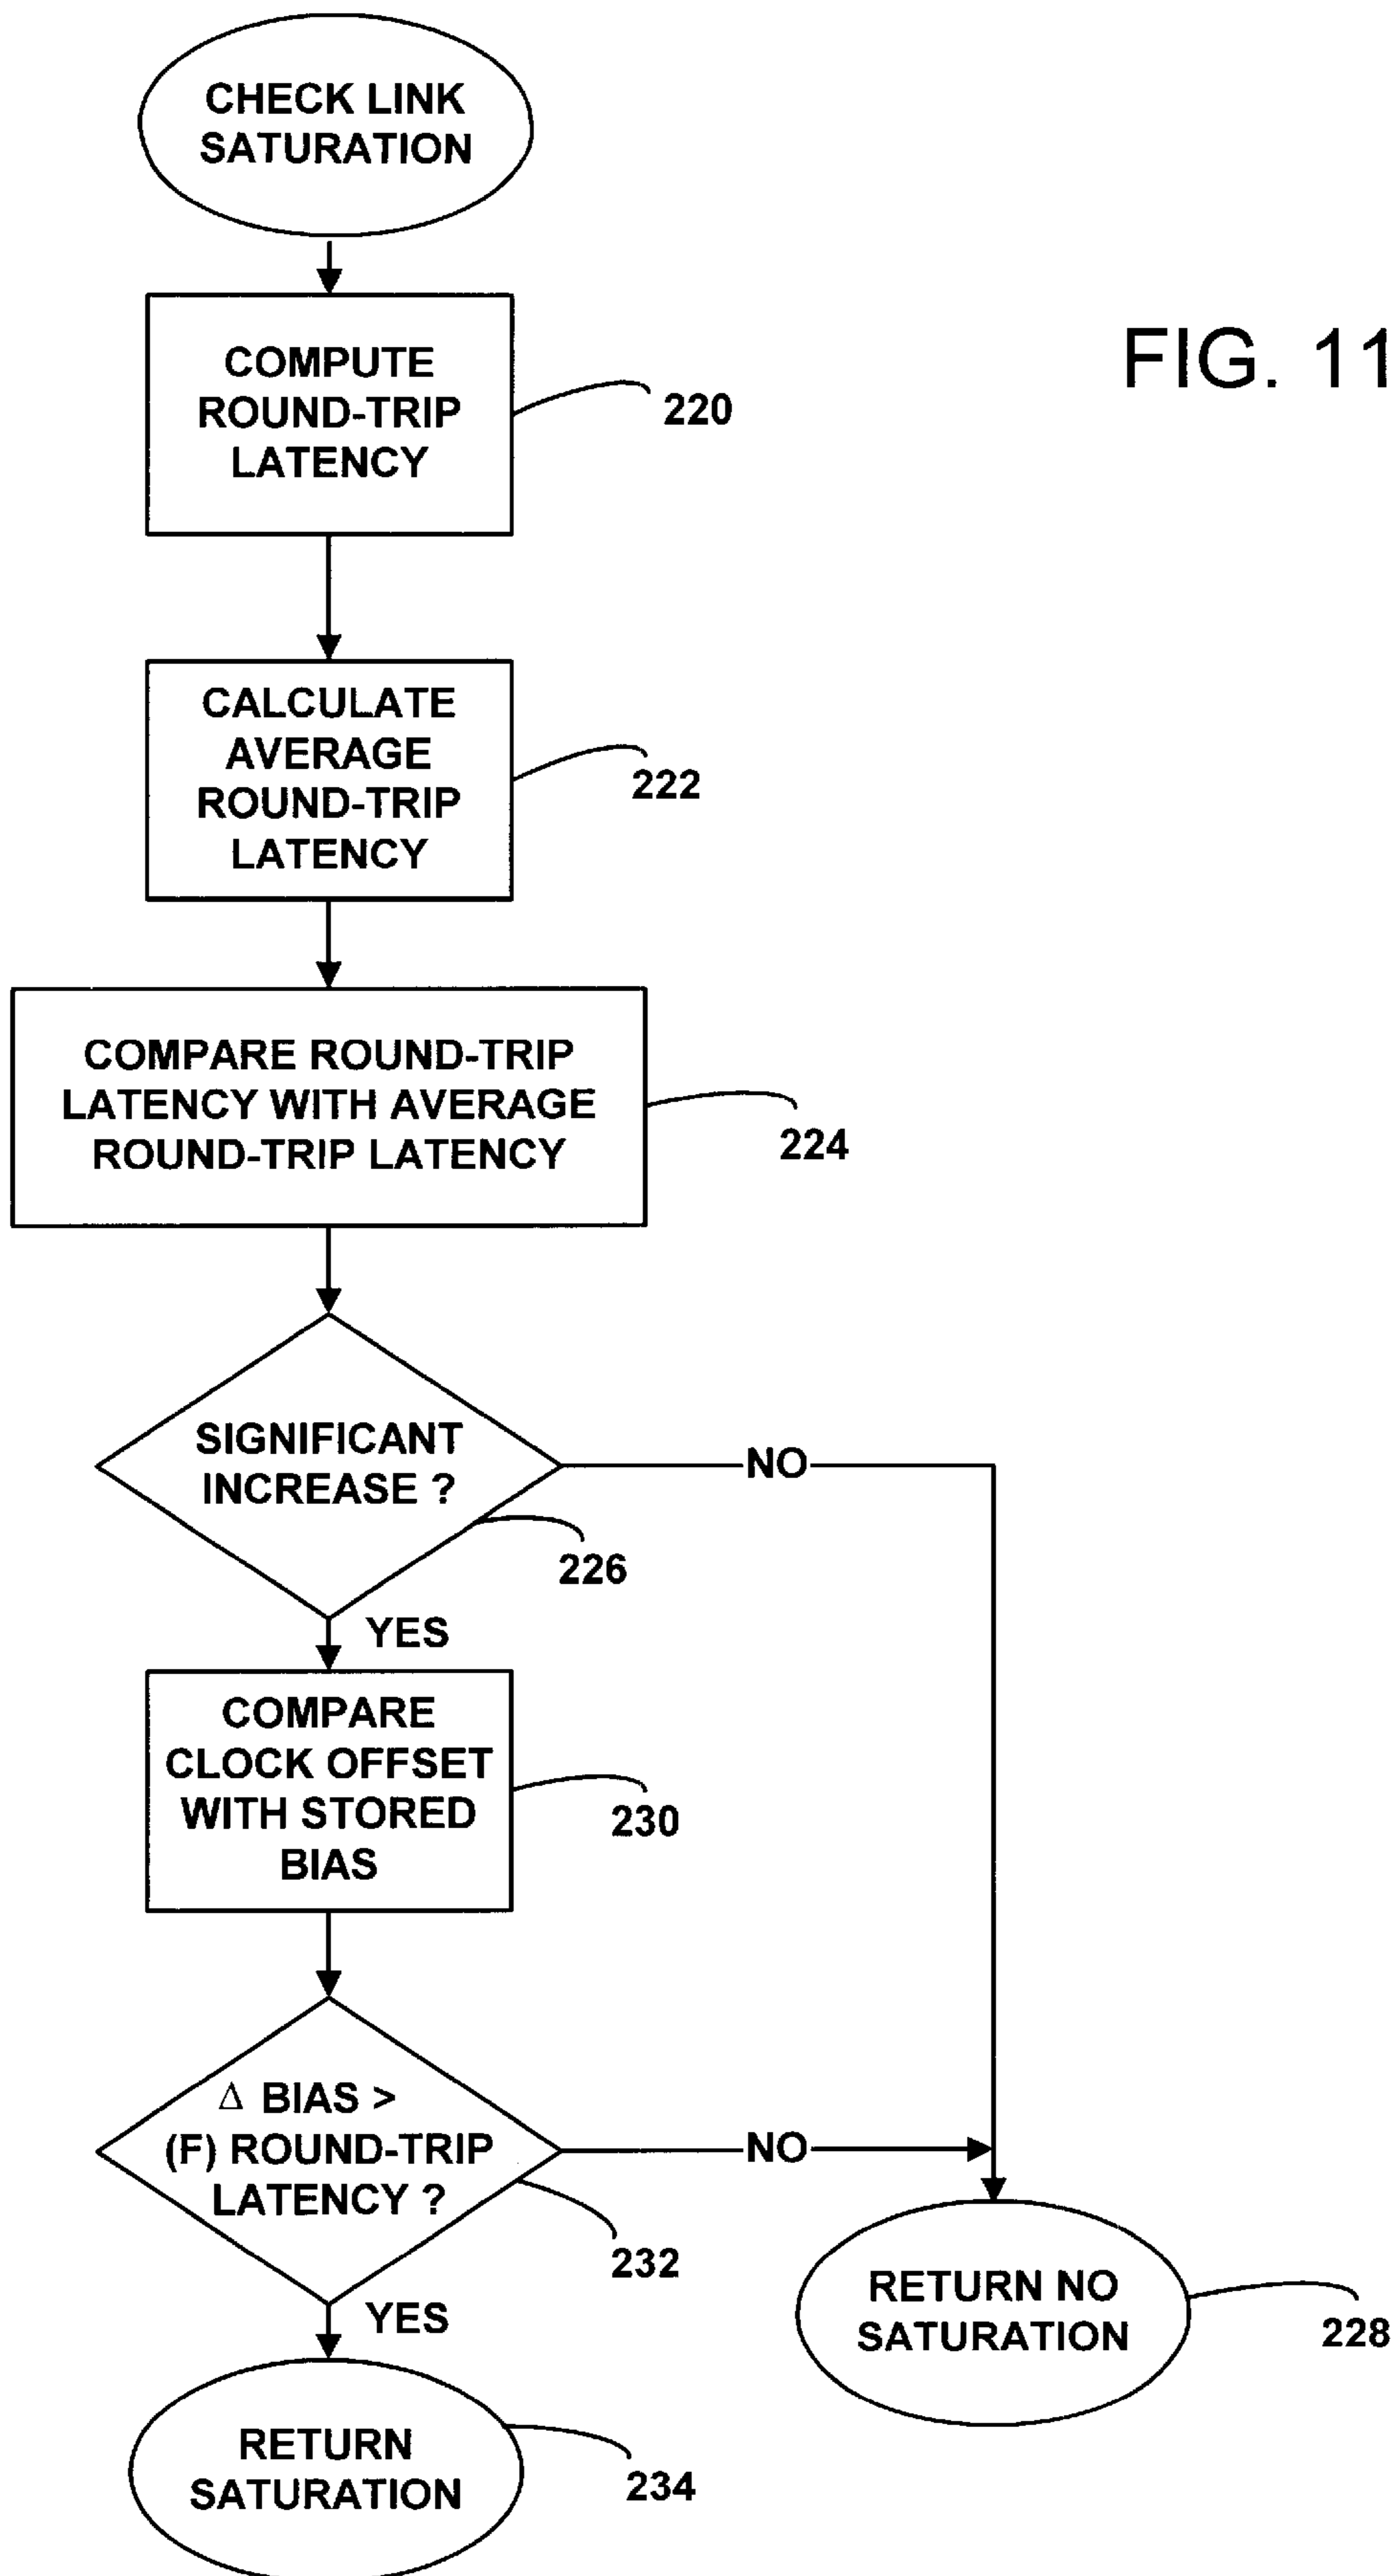 CHECK LINK
SATURATION
FIG. 11
COMPUTE
ROUND-TRIP
LATENCY
220
CALCULATE
AVERAGE
ROUND-TRIP
LATENCY
222
COMPARE ROUND-TRIP
LATENCY WITH AVERAGE
ROUND-TRIP LATENCY
224
SIGNIFICANT
INCREASE ?
NO
226
YES
COMPARE
CLOCK OFFSET
WITH STORED
BIAS
230
Δ BIAS >
(F) ROUND-TRIP
LATENCY ?
NO
232
YES
RETURN NO
SATURATION
228
RETURN
SATURATION
234